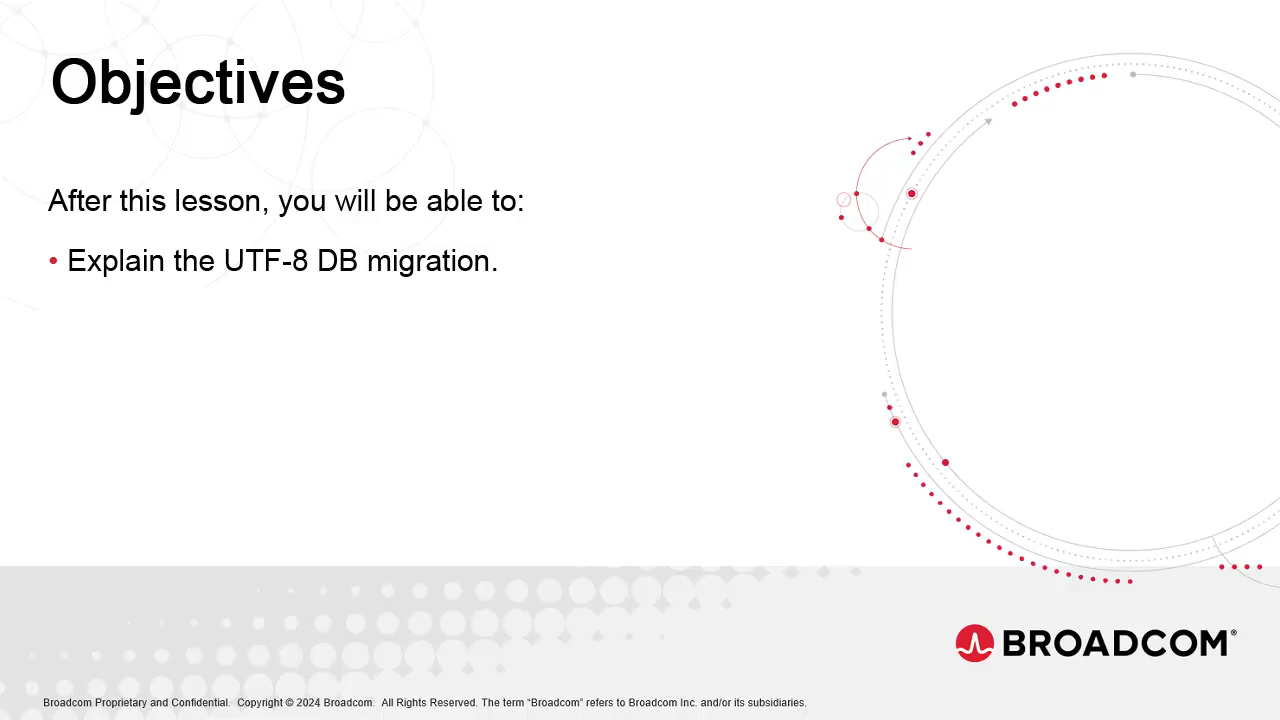 Objectives
After this lesson, you will be able to:
• Explain the UTF-8 DB migration.
BROADCOM®
Broadcom Proprietary and Confidential. Copyright © 2024 Broadcom. All Rights Reserved. The term “Broadcom” refers to Broadcom Inc. and/or its subsidiaries.